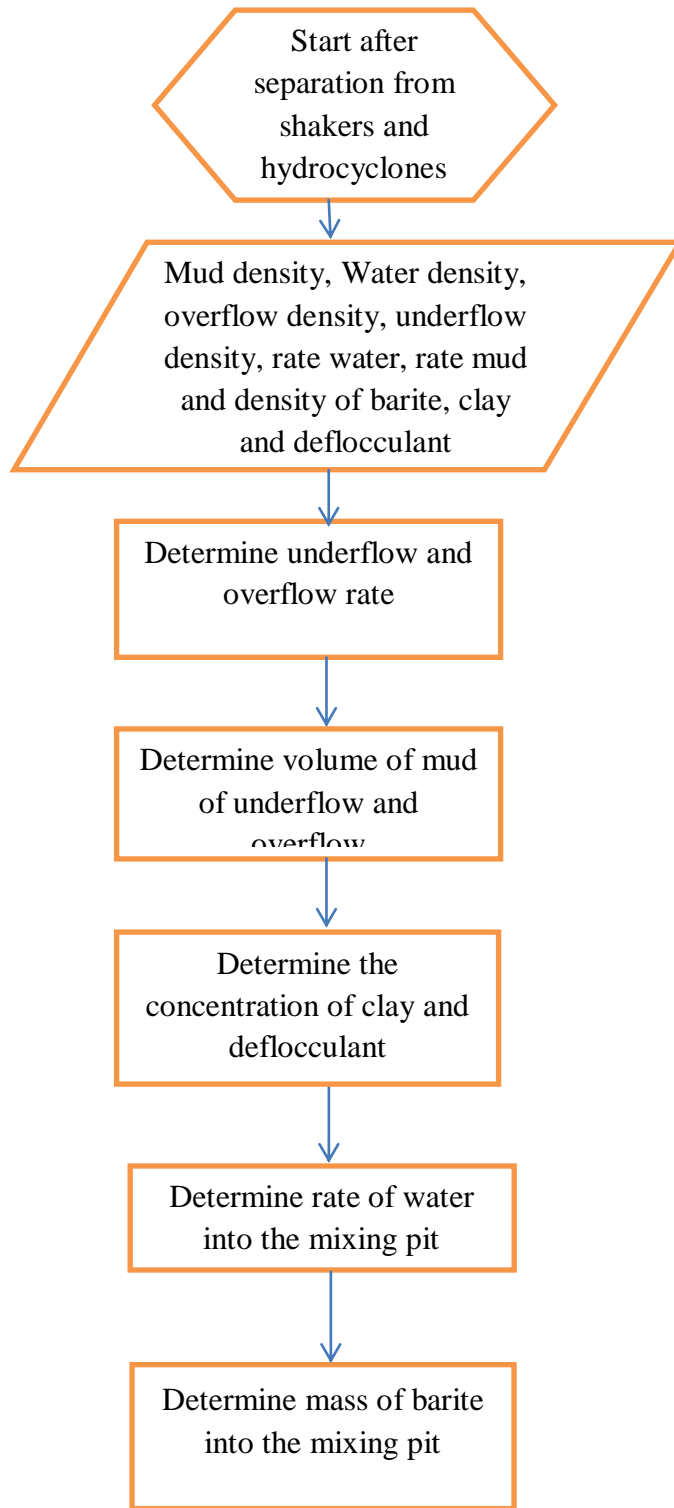 Start after
separation from
shakers and
hydrocyclones
Mud density, Water density,
overflow density, underflow
density, rate water, rate mud
and density of barite, clay
and deflocculant
Determine underflow and
overflow rate
Determine volume of mud
of underflow and
overflow
Determine the
concentration of clay and
deflocculant
Determine rate of water
into the mixing pit
Determine mass of barite
into the mixing pit